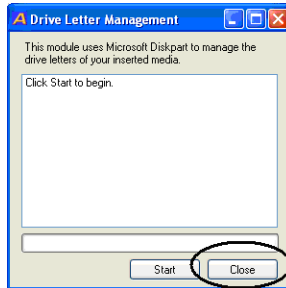 Drive Letter Management
This module uses Microsoft Diskpart to manage the
drive letters of your inserted media.
Click Start to begin.
Start
Close